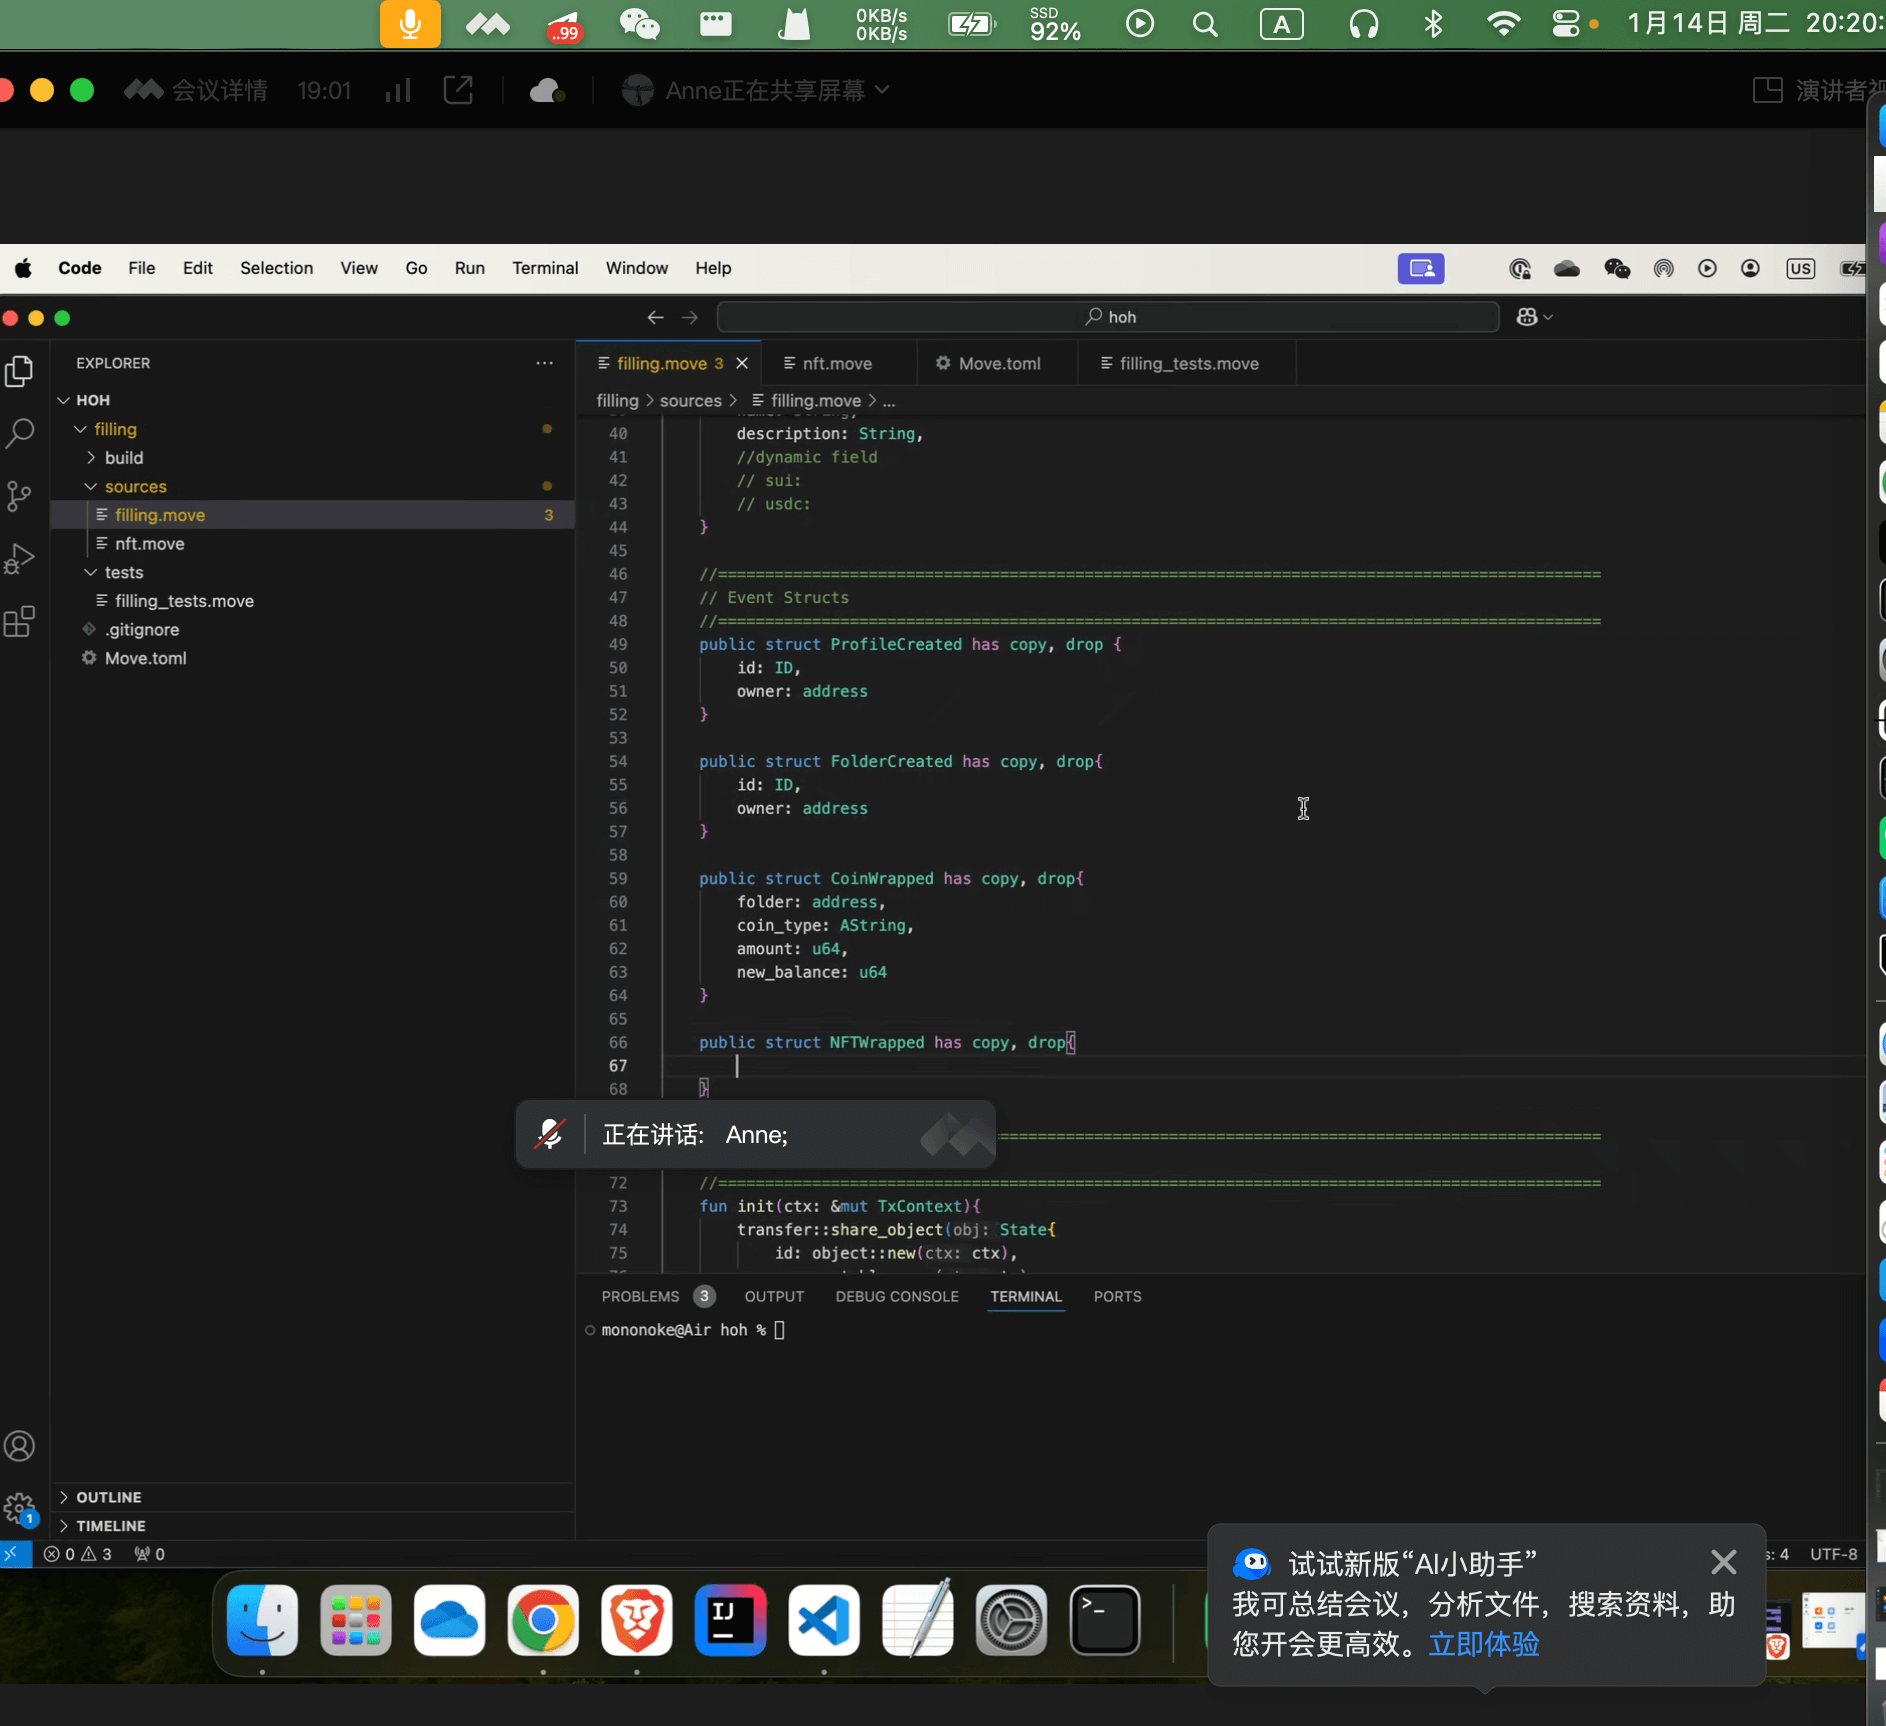 ..99
0KB/s
0KB/s
SSD
92%
A
1月14日 周二 20:20:
会议详情 19:01
Anne正在共享屏幕
演讲者视
Code File Edit Selection View Go Run Terminal Window Help
US
hoh
EXPLORER
filling.move 3
nft.move
Move.toml
filling_tests.move
filling > sources > filling.move > ...
HOH
filling
build
sources
filling.move 3
nft.move
tests
filling_tests.move
.gitignore
Move.toml
40 description: String,
41 //dynamic field
42 // sui:
43 // usdc:
44 }
45
46 //==============================================================================================
47 // Event Structs
48 //==============================================================================================
49 public struct ProfileCreated has copy, drop {
50 id: ID,
51 owner: address
52 }
53
54 public struct FolderCreated has copy, drop{
55 id: ID,
56 owner: address
57 }
58
59 public struct CoinWrapped has copy, drop{
60 folder: address,
61 coin_type: AString,
62 amount: u64,
63 new_balance: u64
64 }
65
66 public struct NFTWrapped has copy, drop{
67
68 }
正在讲话: Anne;
72 //==============================================================================================
73 fun init(ctx: &mut TxContext){
74 transfer::share_object(obj: State{
75 id: object::new(ctx: ctx),
PROBLEMS 3 OUTPUT DEBUG CONSOLE TERMINAL PORTS
mononoke@Air hoh %
OUTLINE
TIMELINE
1
0 3 0
s: 4 UTF-8
IJ
>_
试试新版“AI小助手”
我可总结会议，分析文件，搜索资料，助
您开会更高效。立即体验